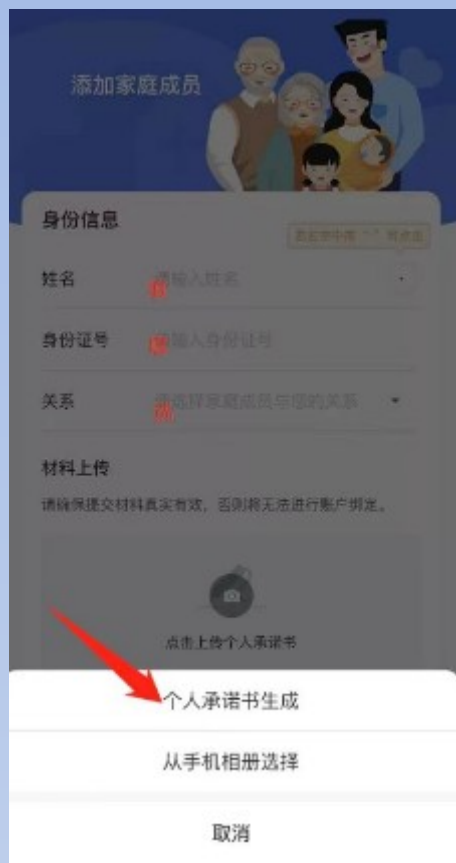 添加家庭成员
身份信息
姓名 请输入姓名
身份证号 请输入身份证号
关系 请选择家庭成员与您的关系
材料上传
请确保提交材料真实有效，否则将无法进行账户绑定。
点击上传个人承诺书
个人承诺书生成
从手机相册选择
取消